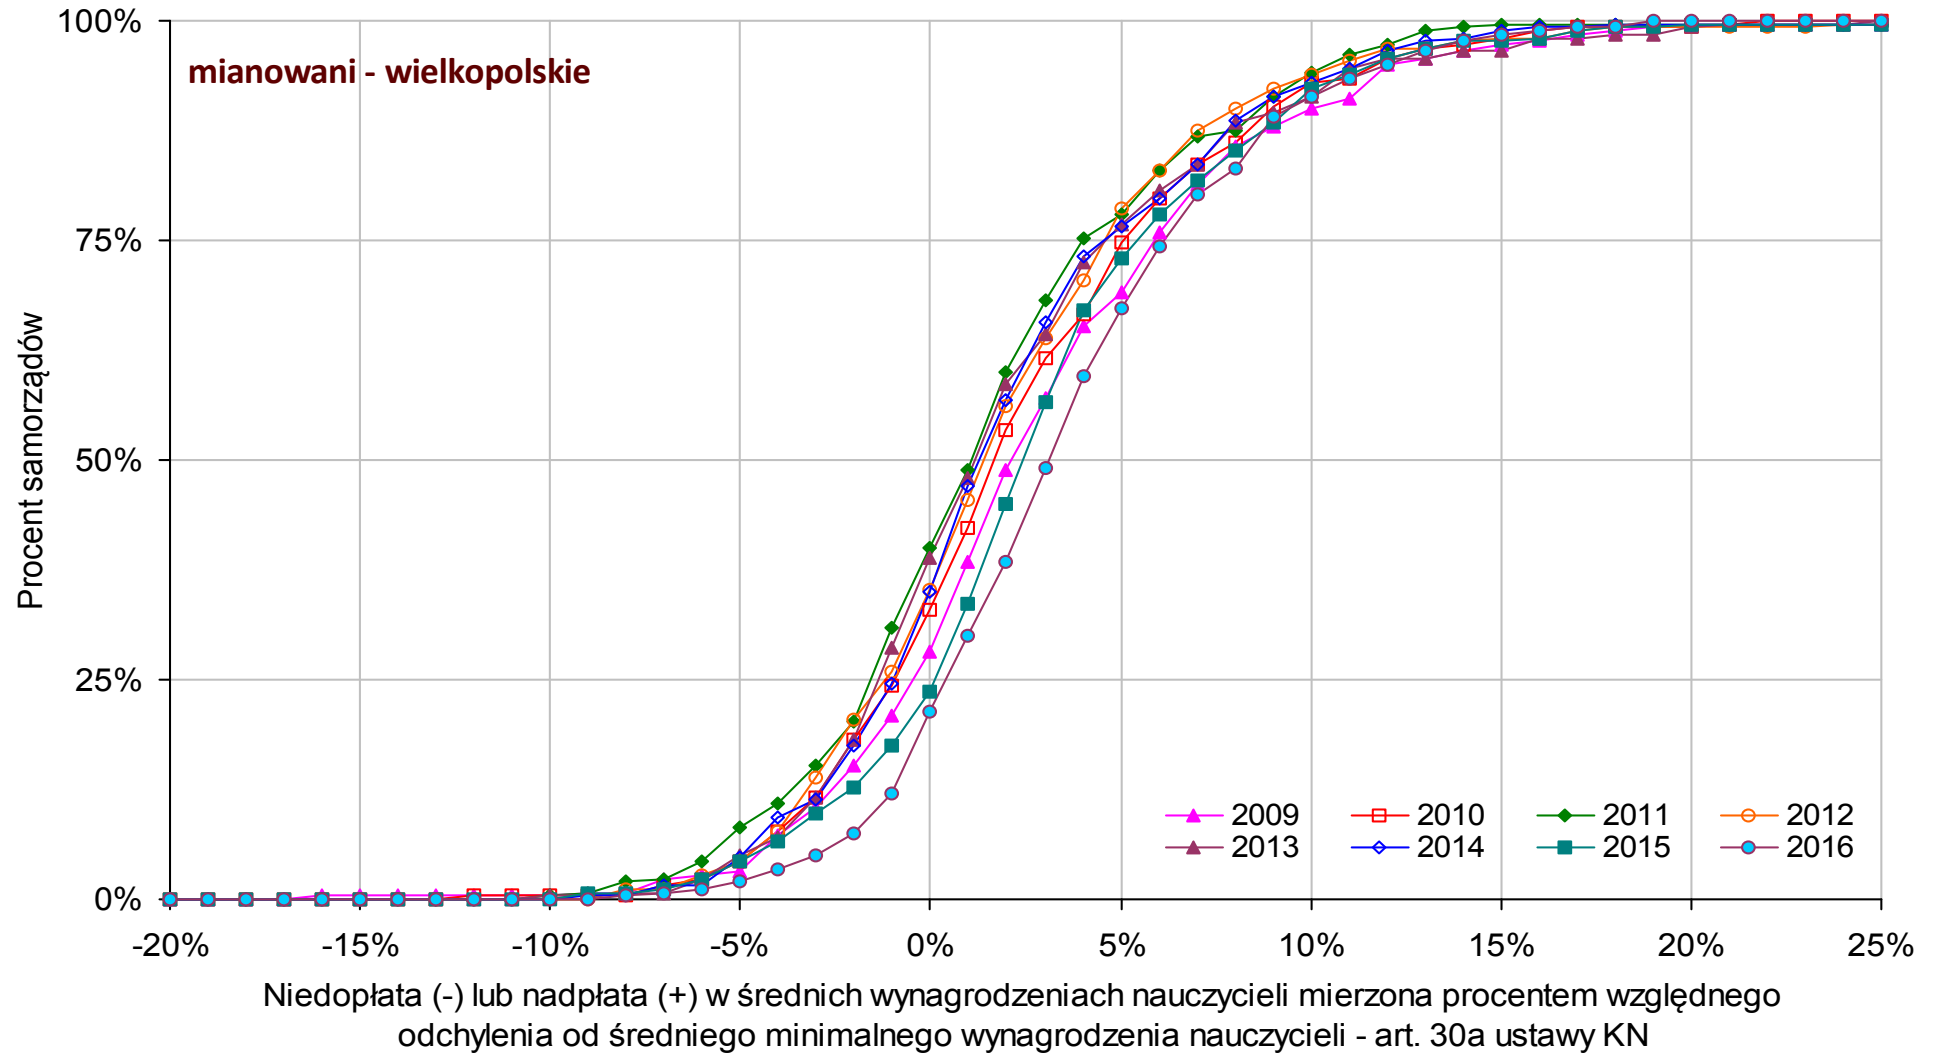 100%
mianowani - wielkopolskie
75%
50%
25%
0%
Procent samorządów
2009 2010 2011 2012
2013 2014 2015 2016
-20% -15% -10% -5% 0% 5% 10% 15% 20% 25%
Niedopłata (-) lub nadpłata (+) w średnich wynagrodzeniach nauczycieli mierzona procentem względnego
odchylenia od średniego minimalnego wynagrodzenia nauczycieli - art. 30a ustawy KN